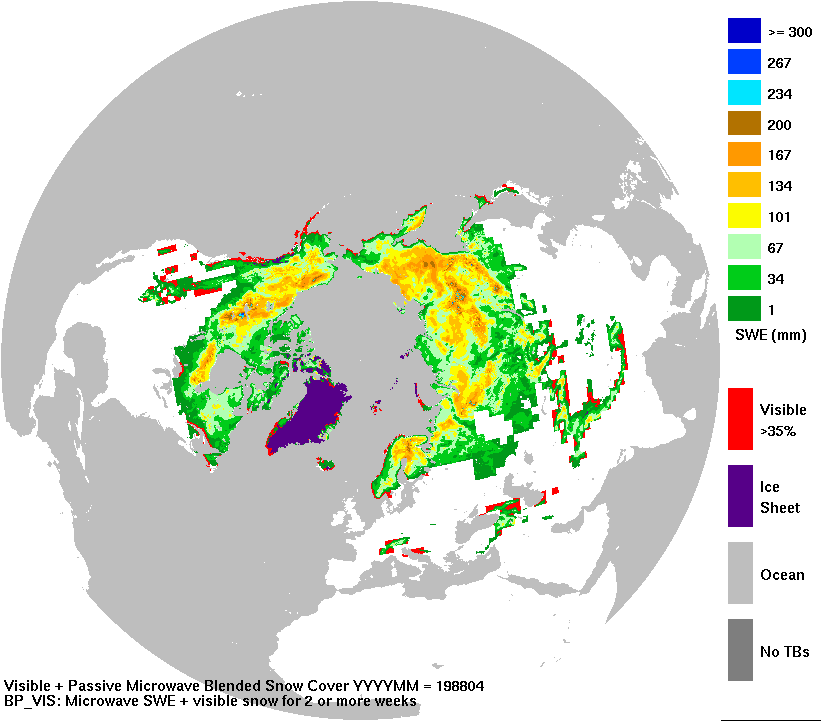 >= 300
267
234
200
167
134
101
67
34
1
SWE (mm)
Visible
>35%
Ice
Sheet
Ocean
No TBs
Visible + Passive Microwave Blended Snow Cover YYYYMM = 198804
BP_VIS: Microwave SWE + visible snow for 2 or more weeks